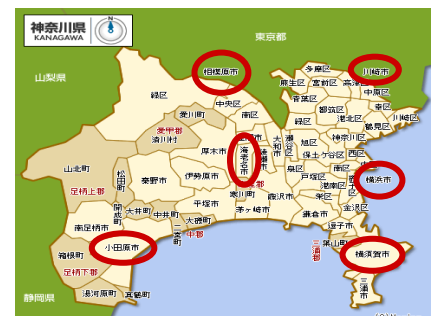 神奈川県
KANAGAWA
東京都
山梨県
静岡県
相模原市
川崎市
多摩区
麻生区
宮前区
高津区
中原区
幸区
川崎区
緑区
中央区
南区
青葉区
都筑区
港北区
鶴見区
緑区
神奈川区
旭区
瀬谷区
大和市
保土ケ谷区
西区
横浜市
泉区
戸塚区
南区
港南区
栄区
金沢区
愛川町
愛甲郡
清川村
厚木市
海老名市
座間市
綾瀬市
山北町
足柄上郡
松田町
秦野市
伊勢原市
寒川町
藤沢市
開成町
大井町
中井町
平塚市
茅ヶ崎市
鎌倉市
逗子市
南足柄市
小田原市
二宮町
大磯町
中郡
葉山町
三浦郡
横須賀市
箱根町
足柄下郡
湯河原町
真鶴町
三浦市